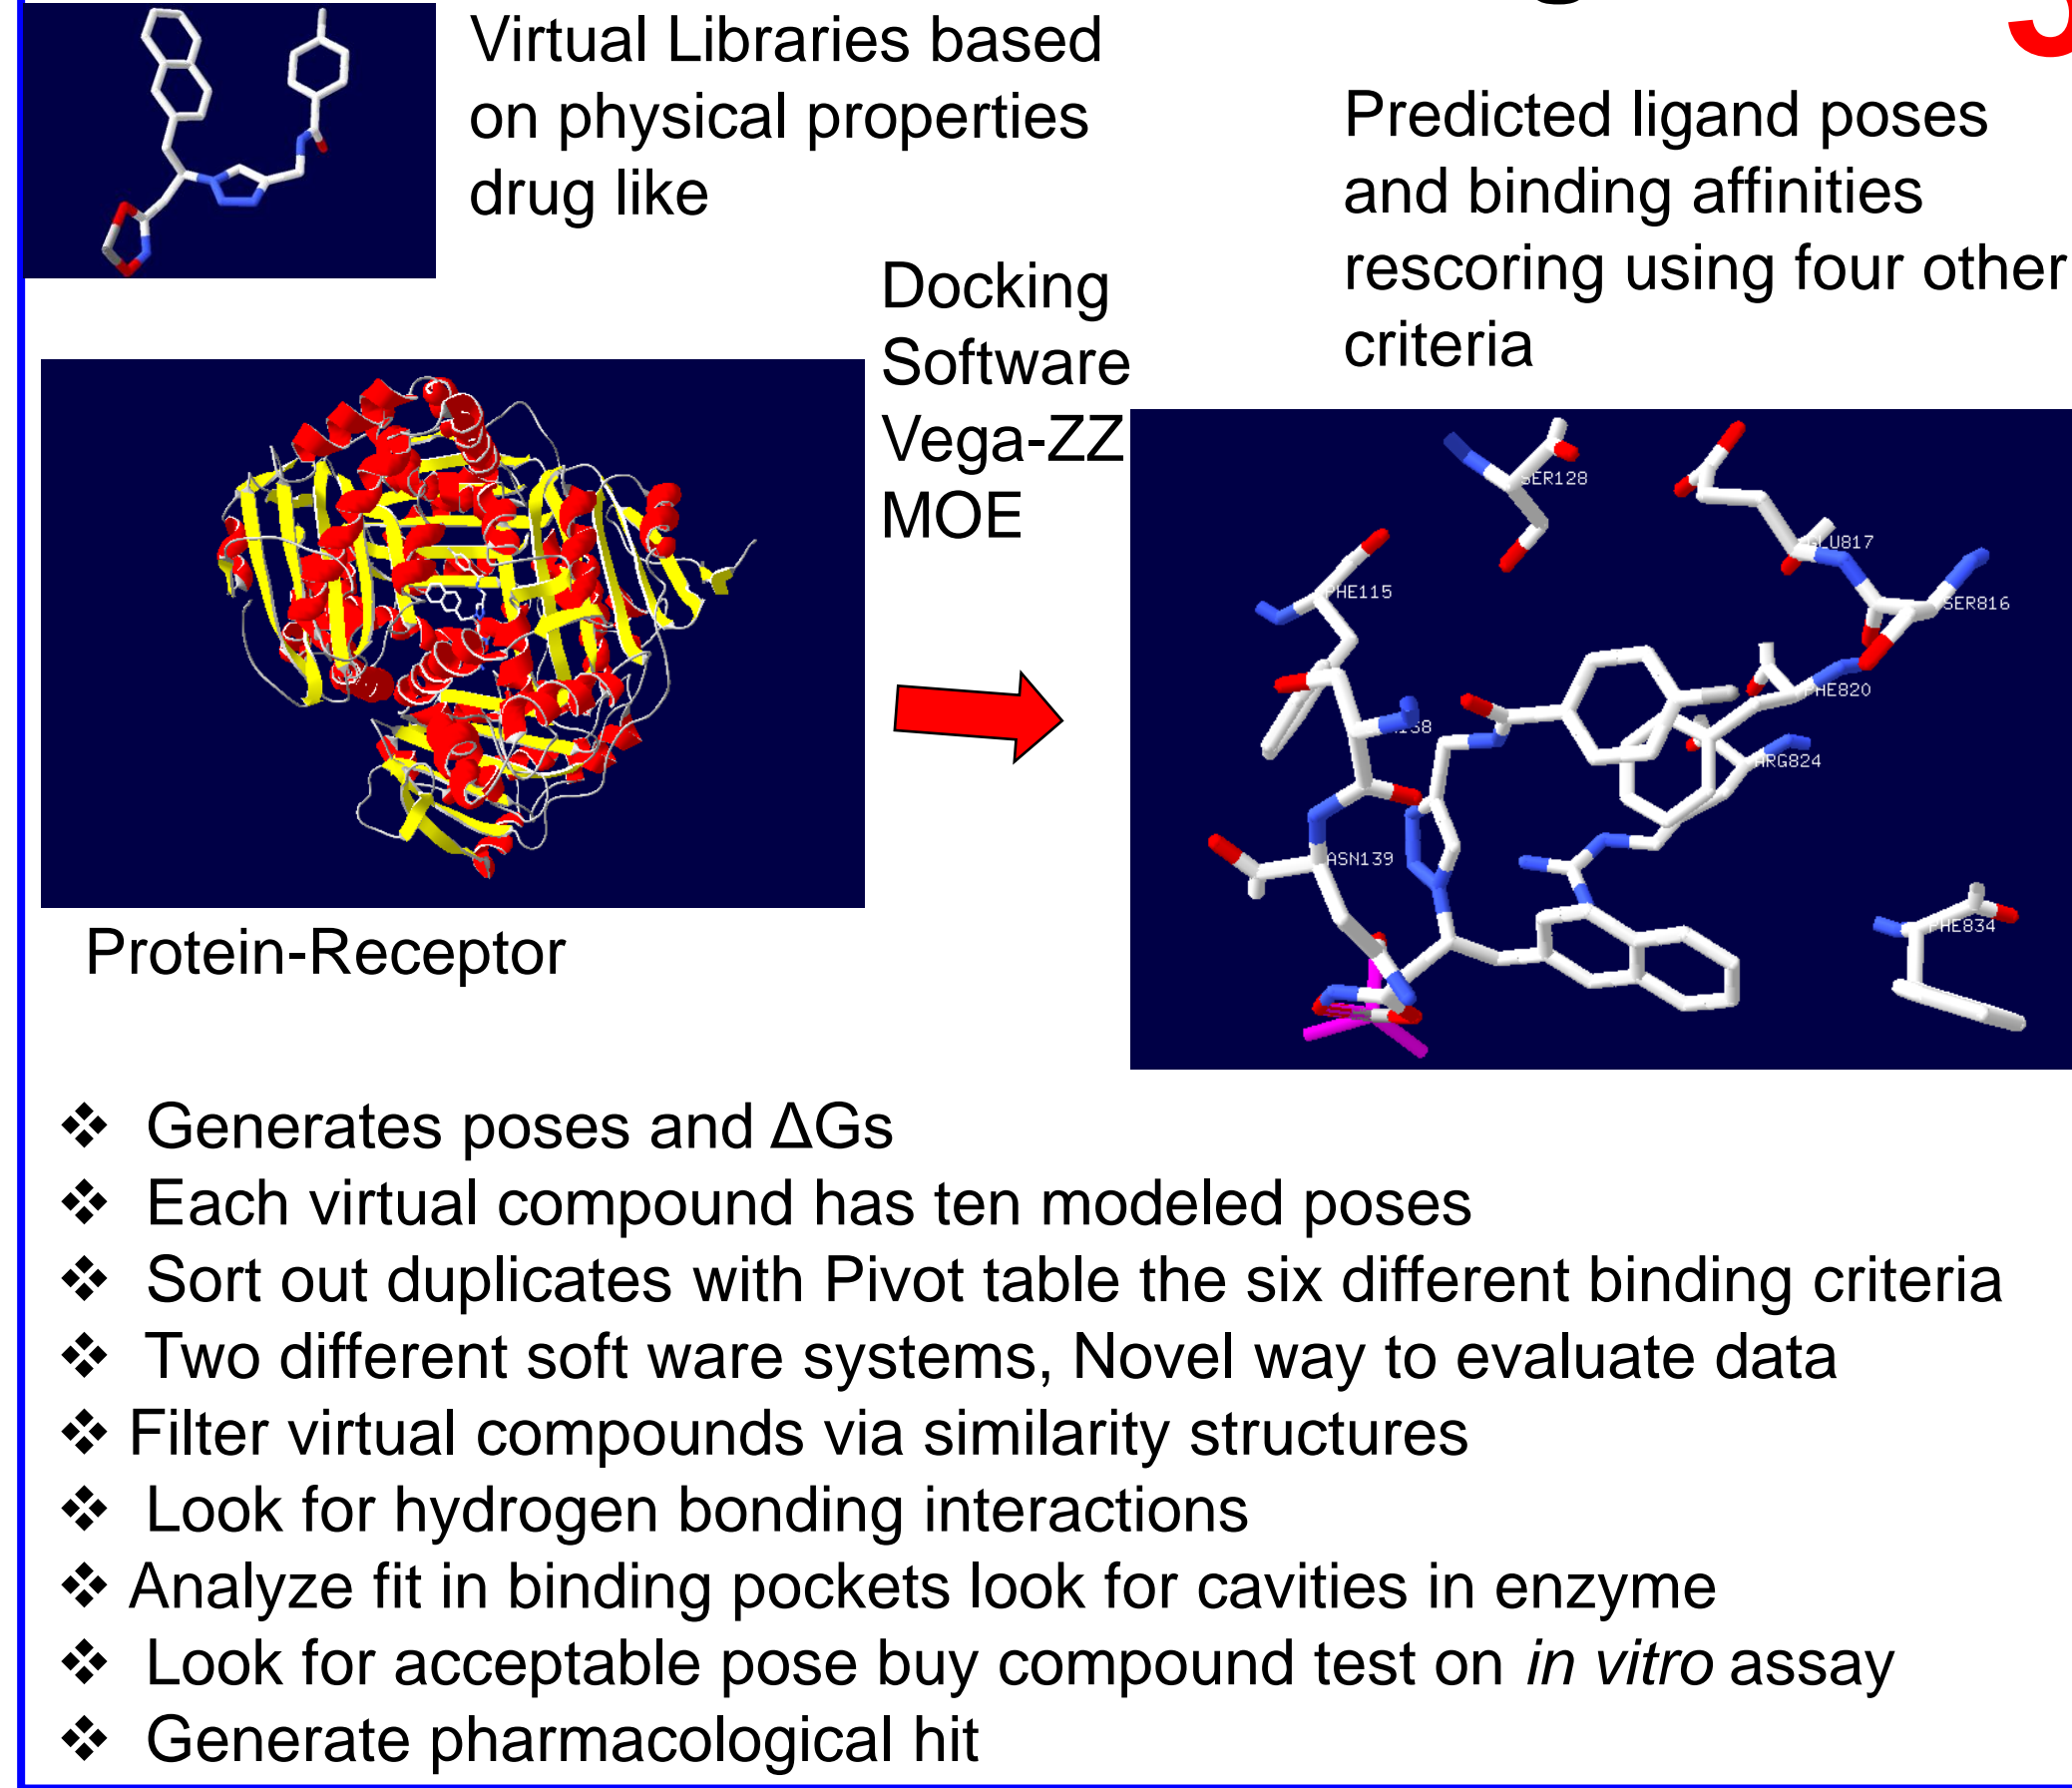 Virtual Libraries based
on physical properties
drug like
Predicted ligand poses
and binding affinities
rescoring using four other
criteria
Docking
Software
Vega-ZZ
MOE
SER128
GLU817
PHE115
SER816
PHE820
ARG824
ASN139
PHE834
Protein-Receptor
❖ Generates poses and ΔGs
❖ Each virtual compound has ten modeled poses
❖ Sort out duplicates with Pivot table the six different binding criteria
❖ Two different soft ware systems, Novel way to evaluate data
❖ Filter virtual compounds via similarity structures
❖ Look for hydrogen bonding interactions
❖ Analyze fit in binding pockets look for cavities in enzyme
❖ Look for acceptable pose buy compound test on in vitro assay
❖ Generate pharmacological hit